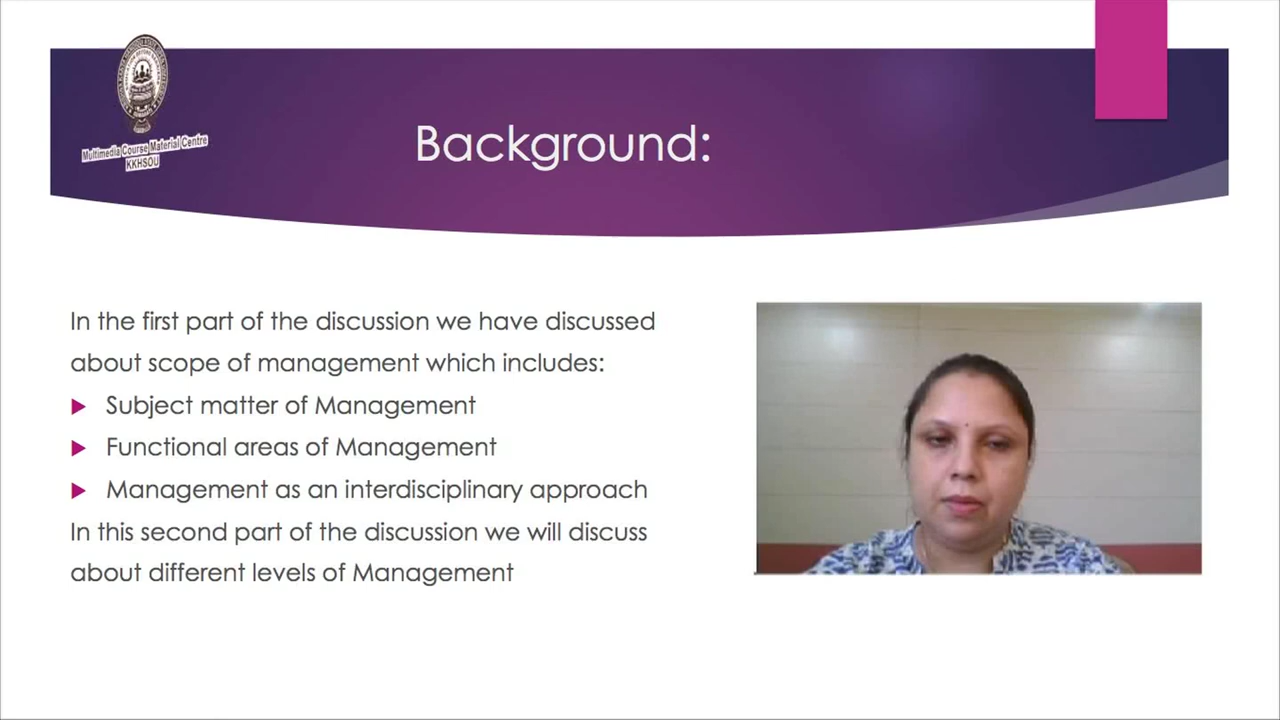 Multimedia Course Material Centre
KKHSOU
Background:
In the first part of the discussion we have discussed
about scope of management which includes:
Subject matter of Management
Functional areas of Management
Management as an interdisciplinary approach
In this second part of the discussion we will discuss
about different levels of Management